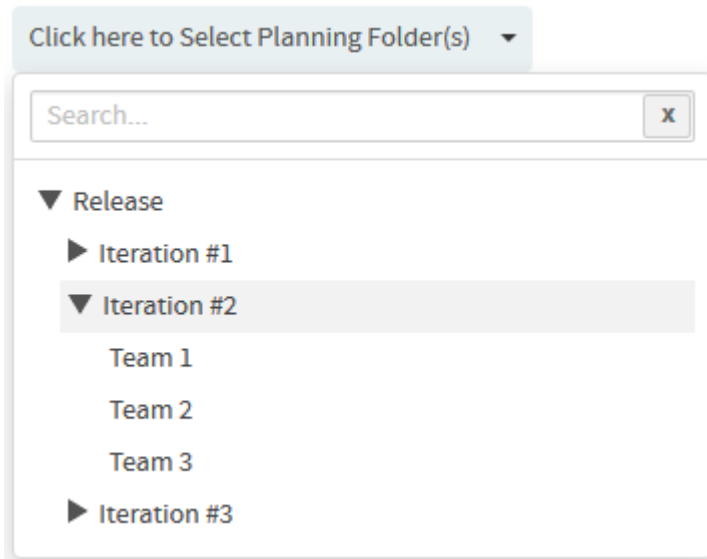 Click here to Select Planning Folder(s)
Search...
x
Release
Iteration #1
Iteration #2
Team 1
Team 2
Team 3
Iteration #3